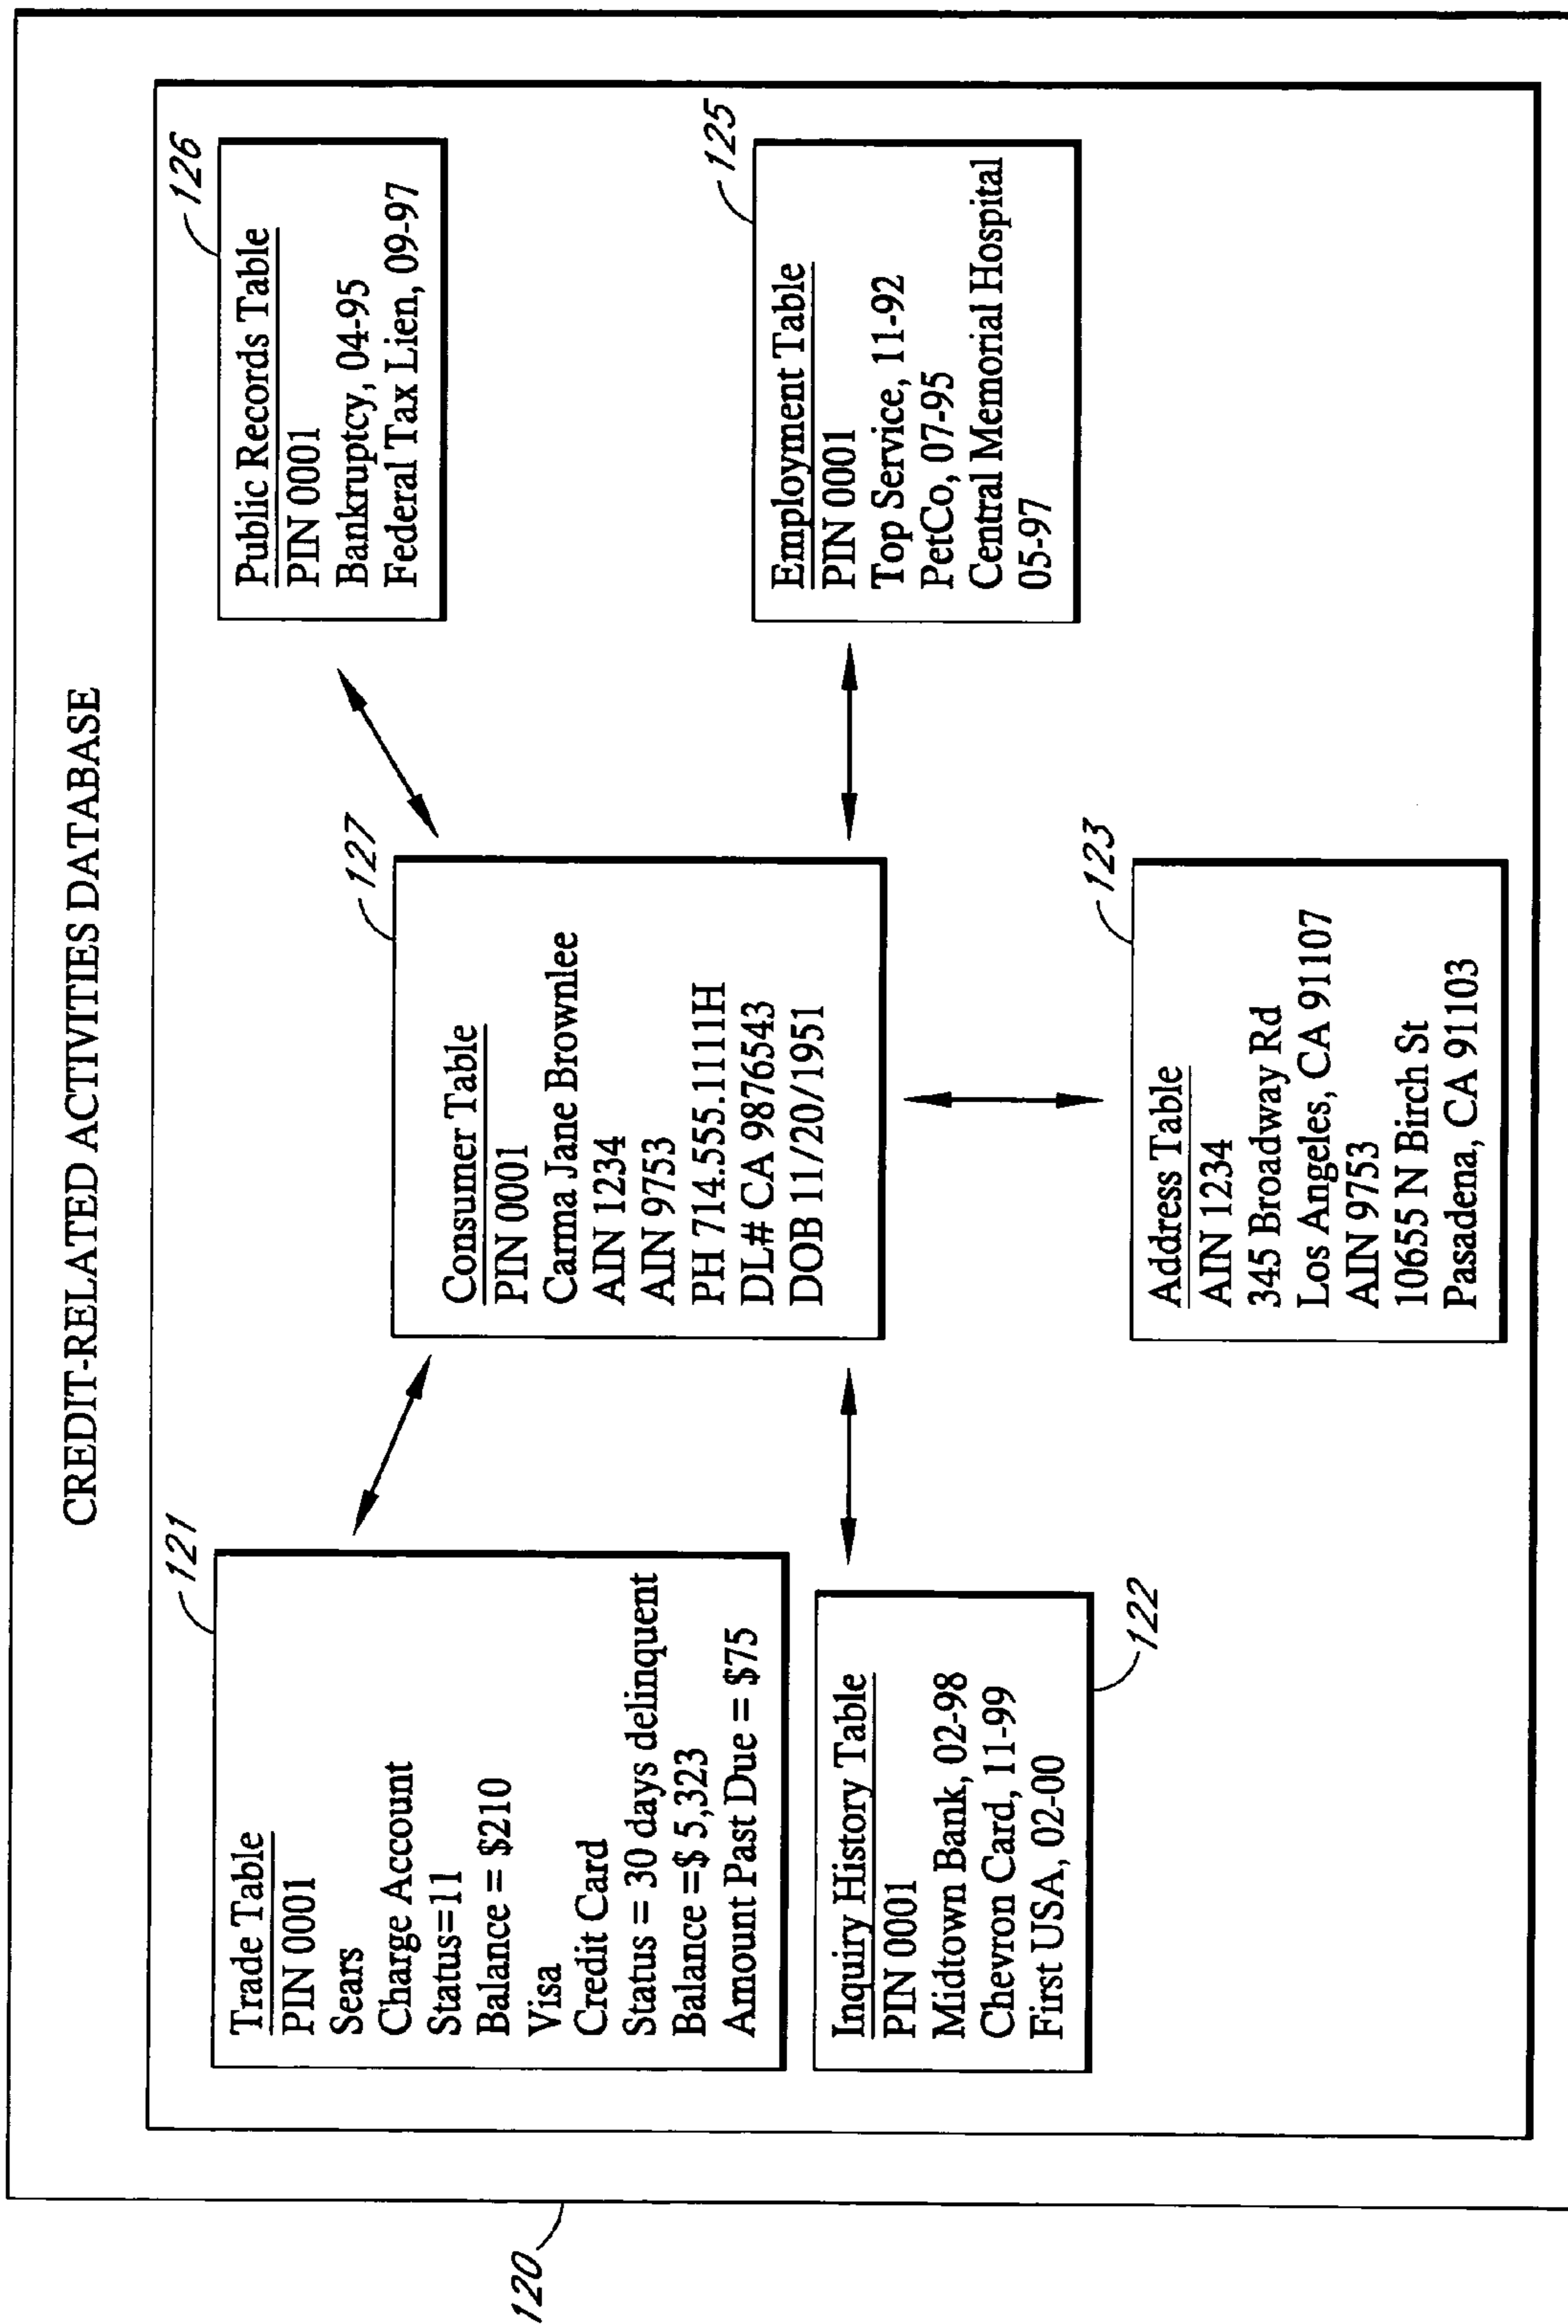 CREDIT-RELATED ACTIVITIES DATABASE
120
121
Trade Table
PIN 0001
Sears
Charge Account
Status=11
Balance = $210
Visa
Credit Card
Status = 30 days delinquent
Balance =$ 5,323
Amount Past Due = $75
122
Inquiry History Table
PIN 0001
Midtown Bank, 02-98
Chevron Card, 11-99
First USA, 02-00
127
Consumer Table
PIN 0001
Carma Jane Brownlee
AIN 1234
AIN 9753
PH 714.555.1111H
DL# CA 9876543
DOB 11/20/1951
123
Address Table
AIN 1234
345 Broadway Rd
Los Angeles, CA 91107
AIN 9753
10655 N Birch St
Pasadena, CA 91103
126
Public Records Table
PIN 0001
Bankruptcy, 04-95
Federal Tax Lien, 09-97
125
Employment Table
PIN 0001
Top Service, 11-92
PetCo, 07-95
Central Memorial Hospital
05-97